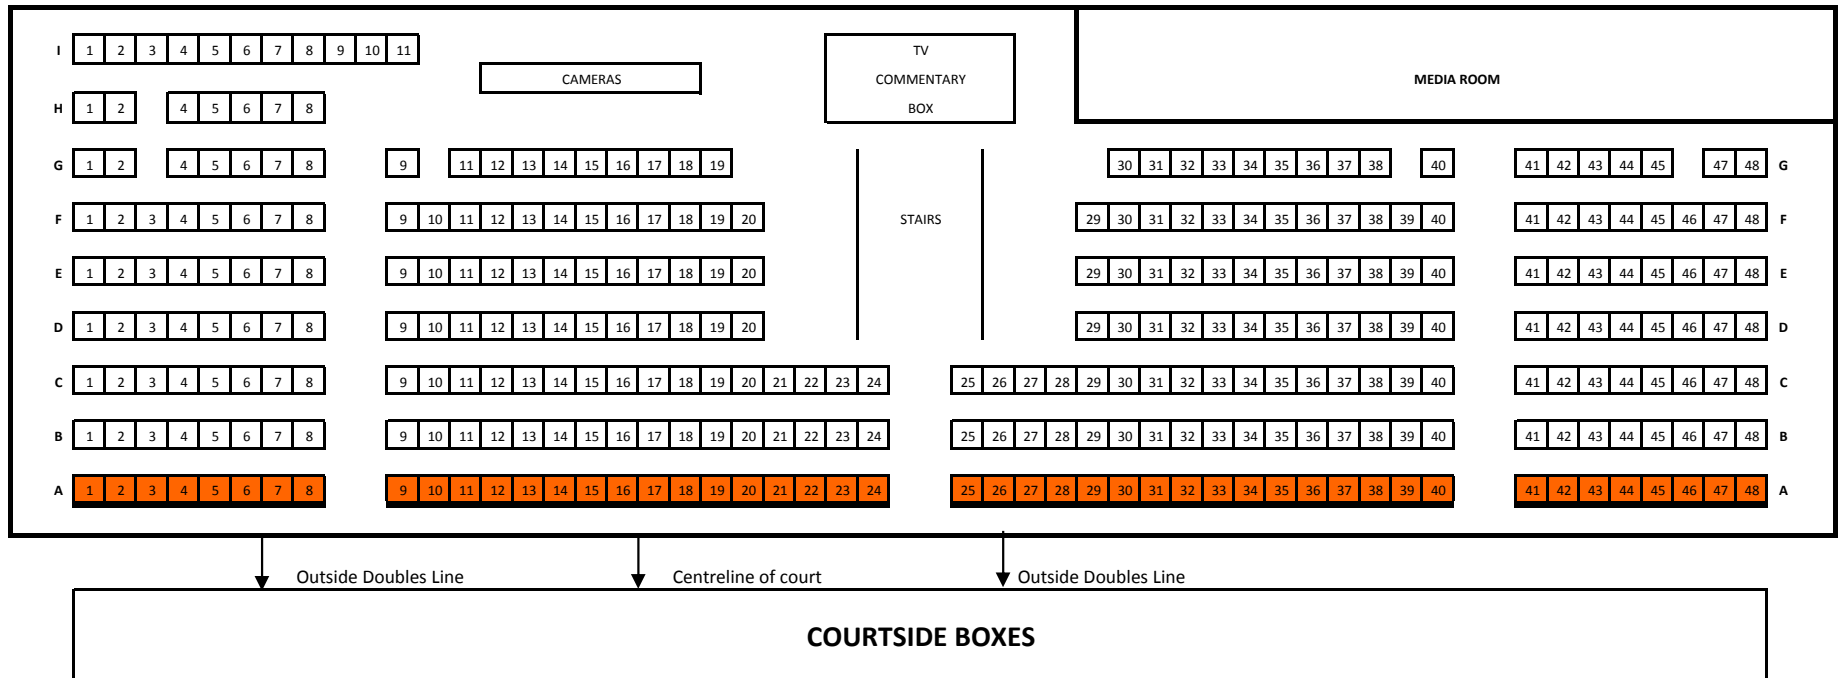 I 1 2 3 4 5 6 7 8 9 10 11
TV
CAMERAS COMMENTARY MEDIA ROOM
H 1 2 4 5 6 7 8 BOX
G 1 2 4 5 6 7 8 9 11 12 13 14 15 16 17 18 19 30 31 32 33 34 35 36 37 38 40 41 42 43 44 45 47 48 G
F 1 2 3 4 5 6 7 8 9 10 11 12 13 14 15 16 17 18 19 20 STAIRS 29 30 31 32 33 34 35 36 37 38 39 40 41 42 43 44 45 46 47 48 F
E 1 2 3 4 5 6 7 8 9 10 11 12 13 14 15 16 17 18 19 20 29 30 31 32 33 34 35 36 37 38 39 40 41 42 43 44 45 46 47 48 E
D 1 2 3 4 5 6 7 8 9 10 11 12 13 14 15 16 17 18 19 20 29 30 31 32 33 34 35 36 37 38 39 40 41 42 43 44 45 46 47 48 D
C 1 2 3 4 5 6 7 8 9 10 11 12 13 14 15 16 17 18 19 20 21 22 23 24 25 26 27 28 29 30 31 32 33 34 35 36 37 38 39 40 41 42 43 44 45 46 47 48 C
B 1 2 3 4 5 6 7 8 9 10 11 12 13 14 15 16 17 18 19 20 21 22 23 24 25 26 27 28 29 30 31 32 33 34 35 36 37 38 39 40 41 42 43 44 45 46 47 48 B
A 1 2 3 4 5 6 7 8 9 10 11 12 13 14 15 16 17 18 19 20 21 22 23 24 25 26 27 28 29 30 31 32 33 34 35 36 37 38 39 40 41 42 43 44 45 46 47 48 A
Outside Doubles Line Centreline of court Outside Doubles Line
COURTSIDE BOXES